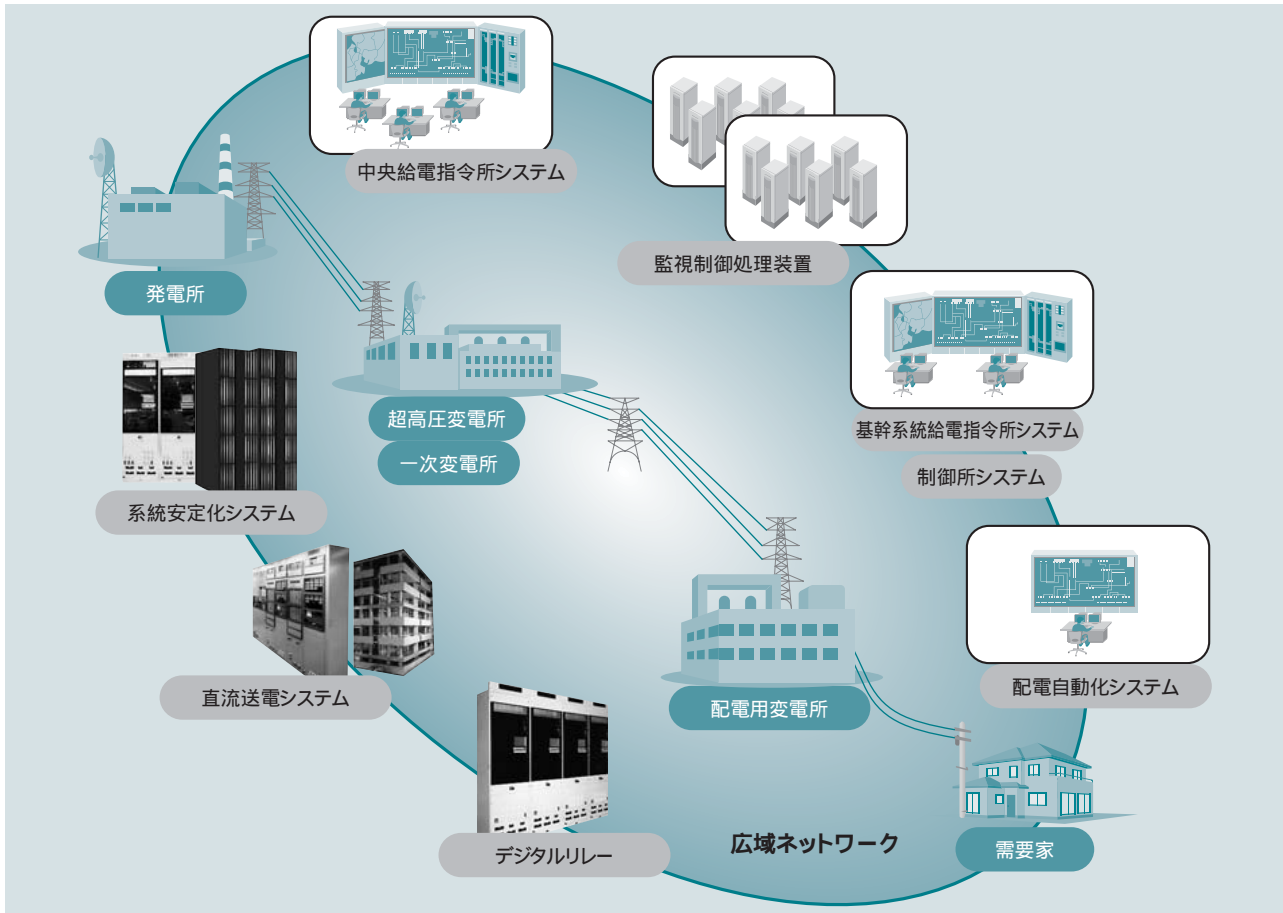 中央給電指令所システム
監視制御処理装置
発電所
超高圧変電所
一次変電所
基幹系統給電指令所システム
制御所システム
系統安定化システム
直流送電システム
配電用変電所
配電自動化システム
デジタルリレー
広域ネットワーク
需要家